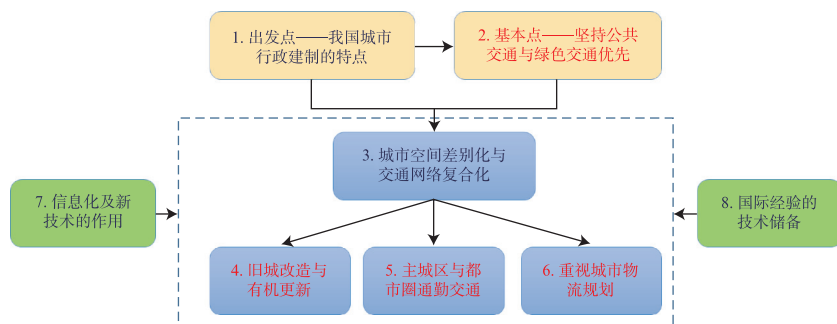 1. 出发点——我国城市
行政建制的特点
2. 基本点——坚持公共
交通与绿色交通优先
3. 城市空间差别化与
交通网络复合化
7. 信息化及新
技术的作用
8. 国际经验的
技术储备
4. 旧城改造与
有机更新
5. 主城区与都
市圈通勤交通
6. 重视城市物
流规划